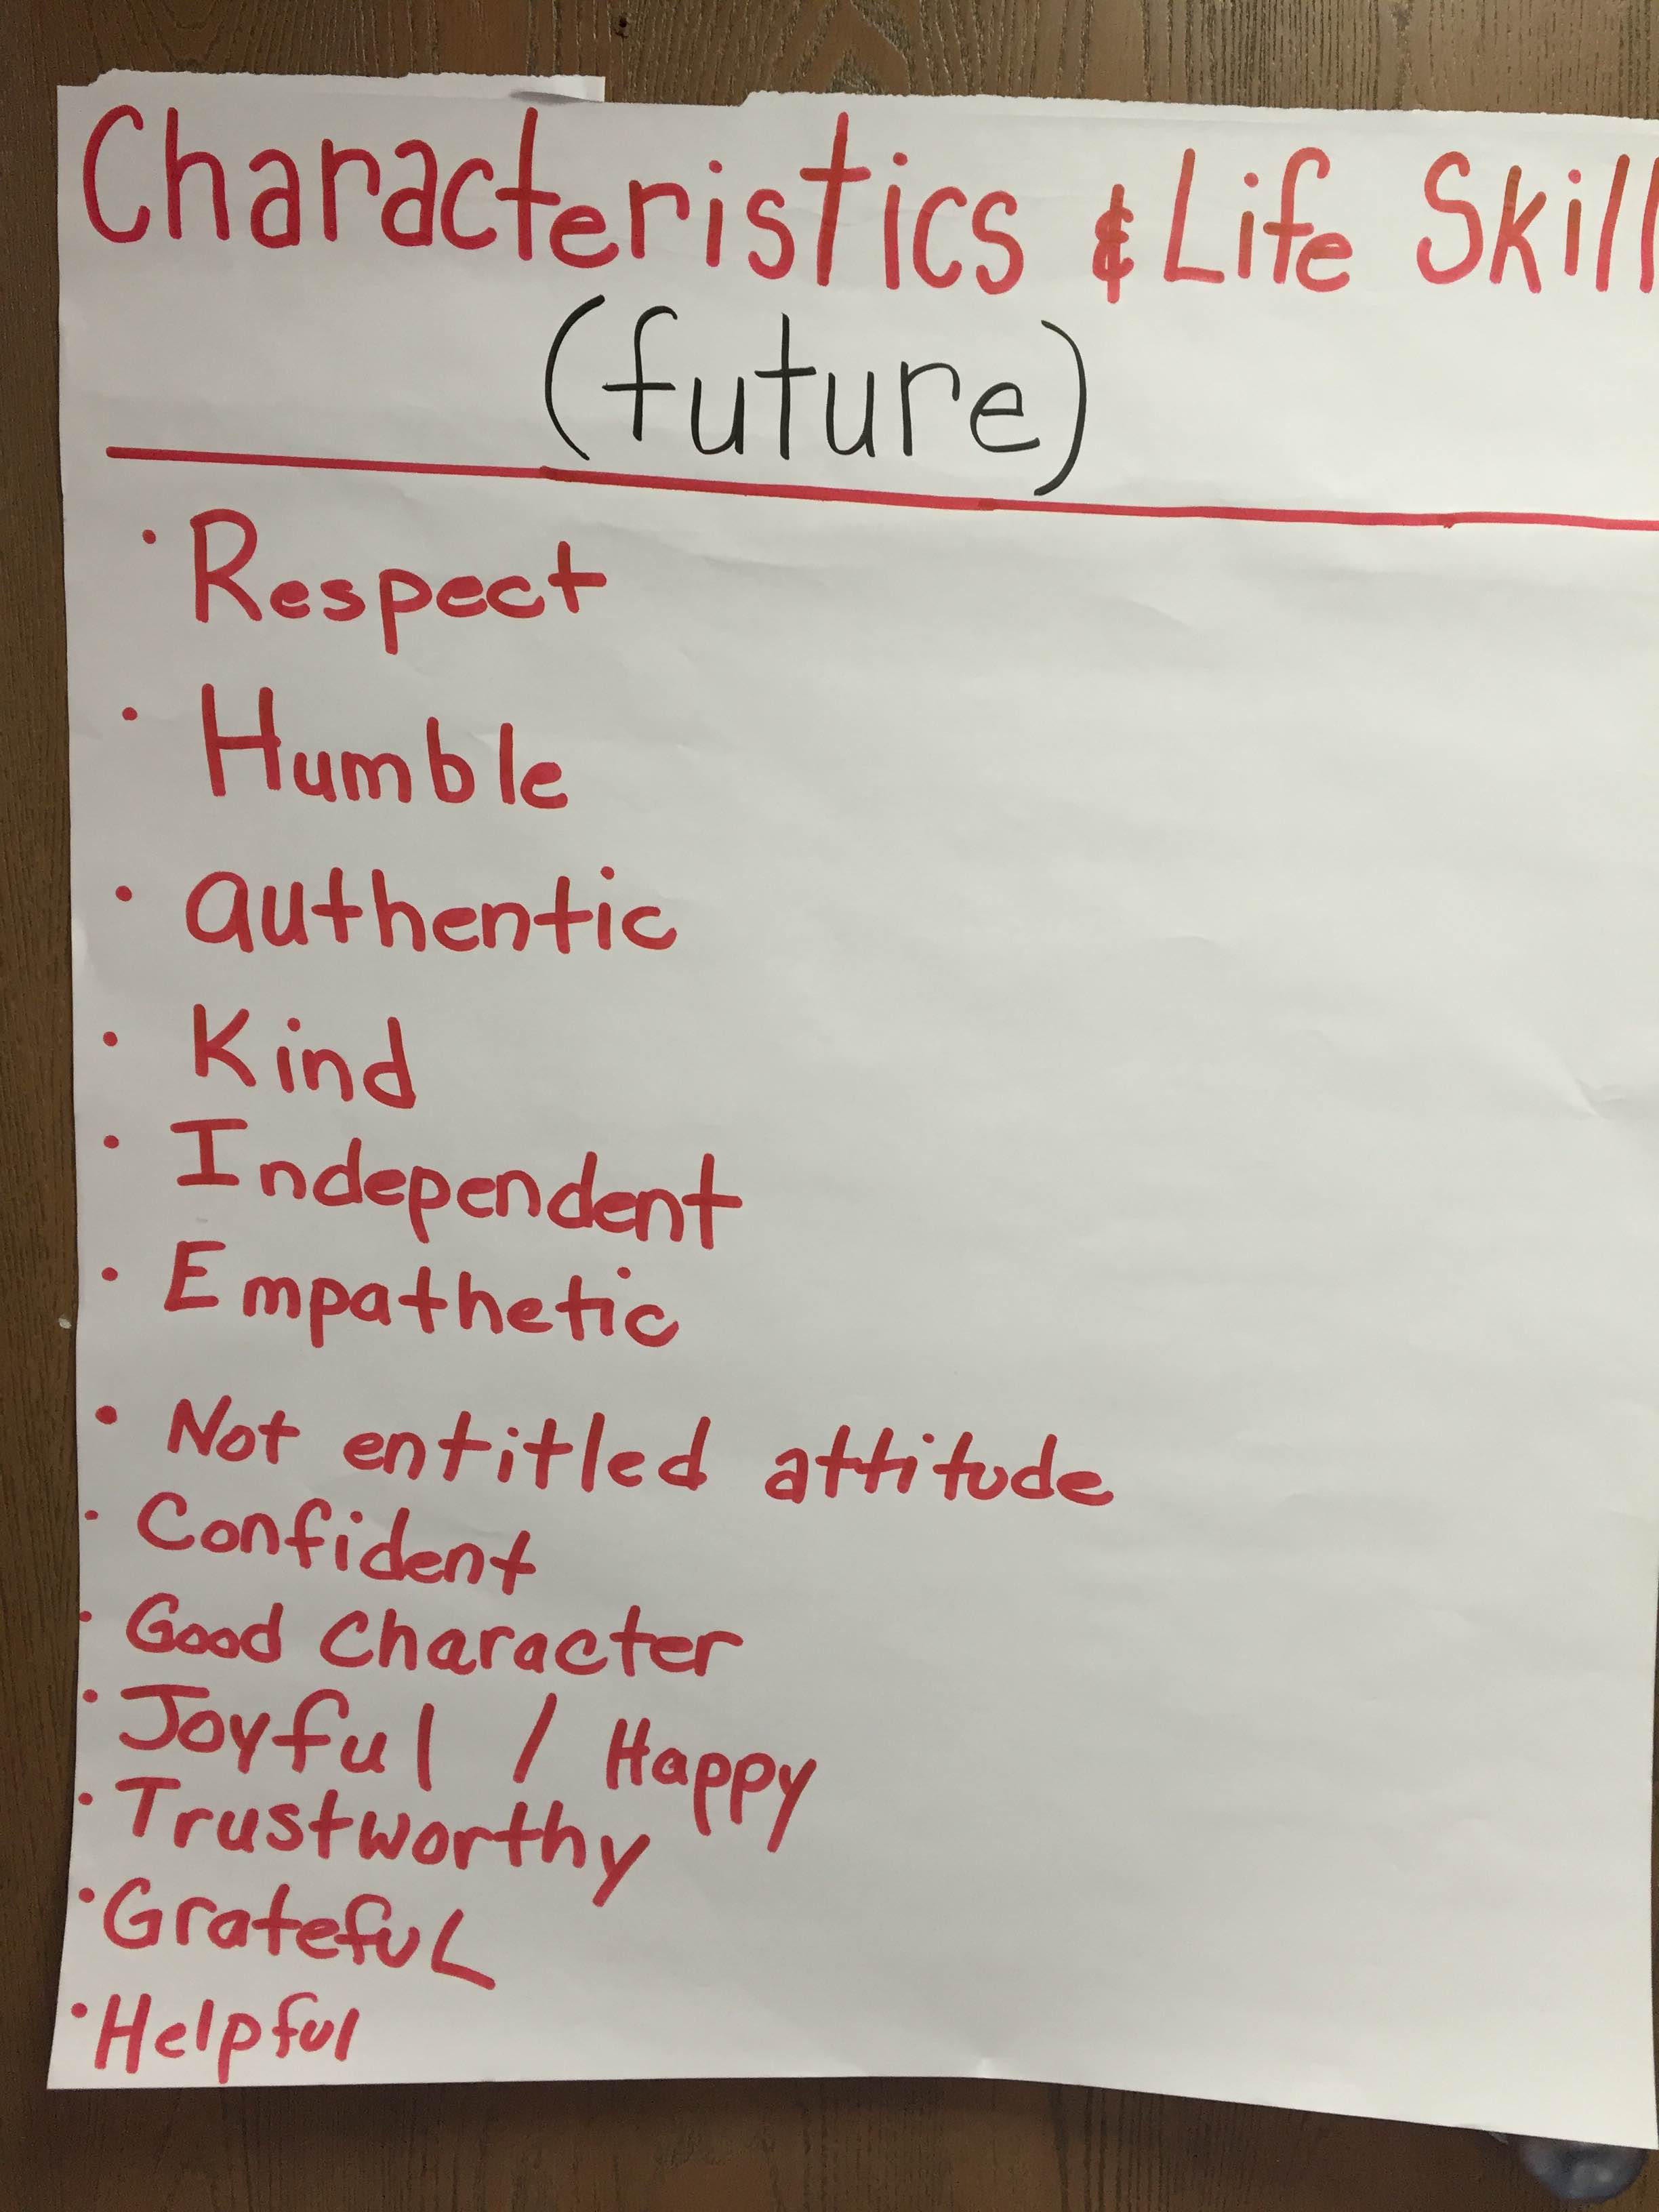 Characteristics & Life Skill
(future)
• Respect
• Humble
• authentic
• Kind
• Independent
• Empathetic
• Not entitled attitude
• Confident
• Good Character
• Joyful / Happy
• Trustworthy
• GratefuL
• Helpful